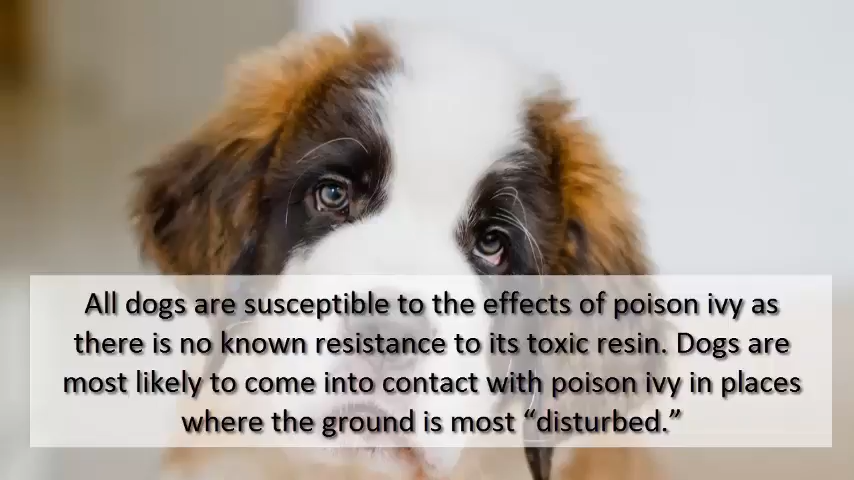 All dogs are susceptible to the effects of poison ivy as
there is no known resistance to its toxic resin. Dogs are
most likely to come into contact with poison ivy in places
where the ground is most “disturbed.”